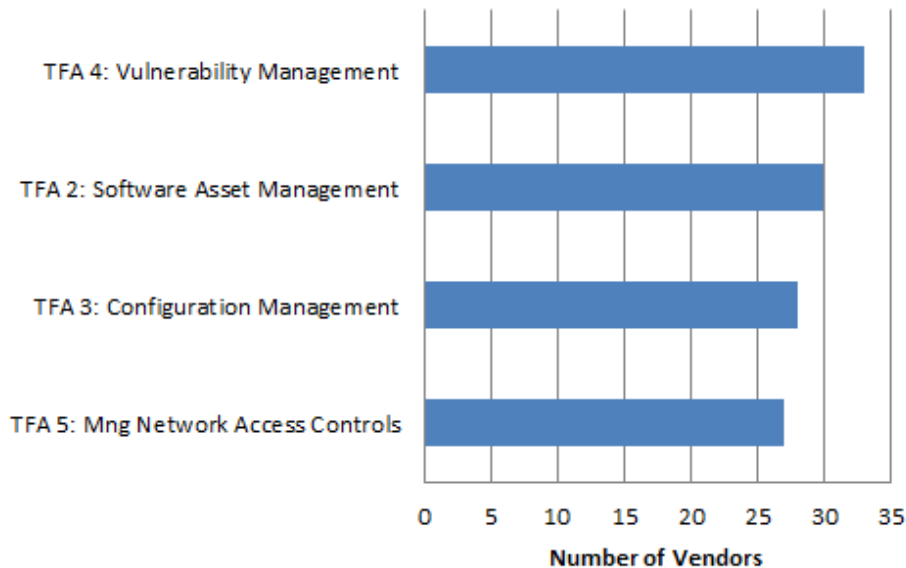 TFA 4: Vulnerability Management
TFA 2: Software Asset Management
TFA 3: Configuration Management
TFA 5: Mng Network Access Controls
0 5 10 15 20 25 30 35
Number of Vendors